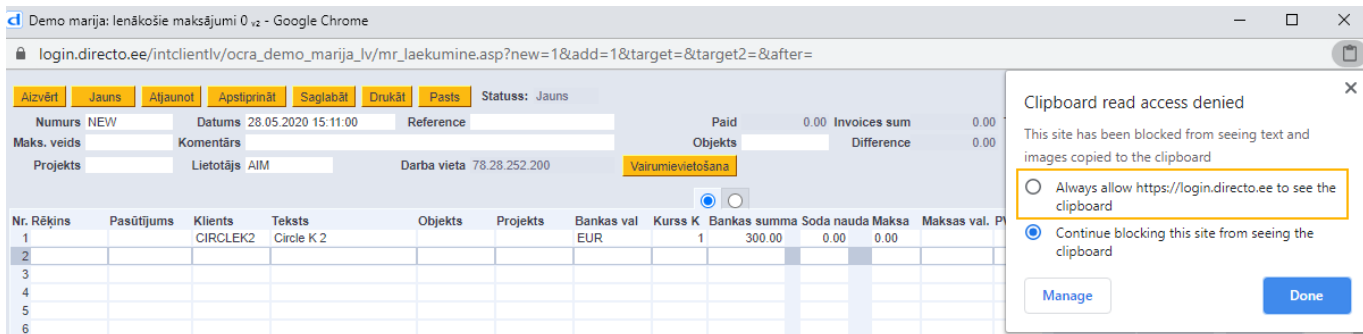 Demo marija: Ienākošie maksājumi 0 v2 - Google Chrome
login.directo.ee/intclientlv/ocra_demo_marija_lv/mr_laekumine.asp?new=1&add=1&target=&target2=&after=
Aizvērt Jauns Atjaunot Apstiprināt Saglabāt Drukāt Pasts Statuss: Jauns
Numurs NEW Datums 28.05.2020 15:11:00 Reference Paid 0.00 Invoices sum 0.00
Maks. veids Komentārs Objekts Difference 0.00
Projekts Lietotājs AIM Darba vieta 78.28.252.200 Vairumievietošana
Nr. Rēķins Pasūtījums Klients Teksts Objekts Projekts Bankas val Kurss K Bankas summa Soda nauda Maksa Maksas val.
1 CIRCLEK2 Circle K 2 EUR 1 300.00 0.00 0.00
2
3
4
5
6
Clipboard read access denied
This site has been blocked from seeing text and
images copied to the clipboard
Always allow https://login.directo.ee to see the
clipboard
Continue blocking this site from seeing the
clipboard
Manage Done